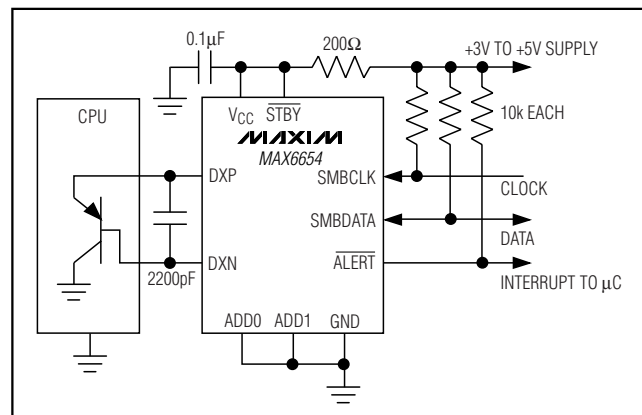 0.1µF
200Ω
+3V TO +5V SUPPLY
CPU
VCC
STBY
10k EACH
MAXIM
MAX6654
DXP
SMBCLK
CLOCK
SMBDATA
DATA
DXN
2200pF
ALERT
INTERRUPT TO µC
ADD0
ADD1
GND